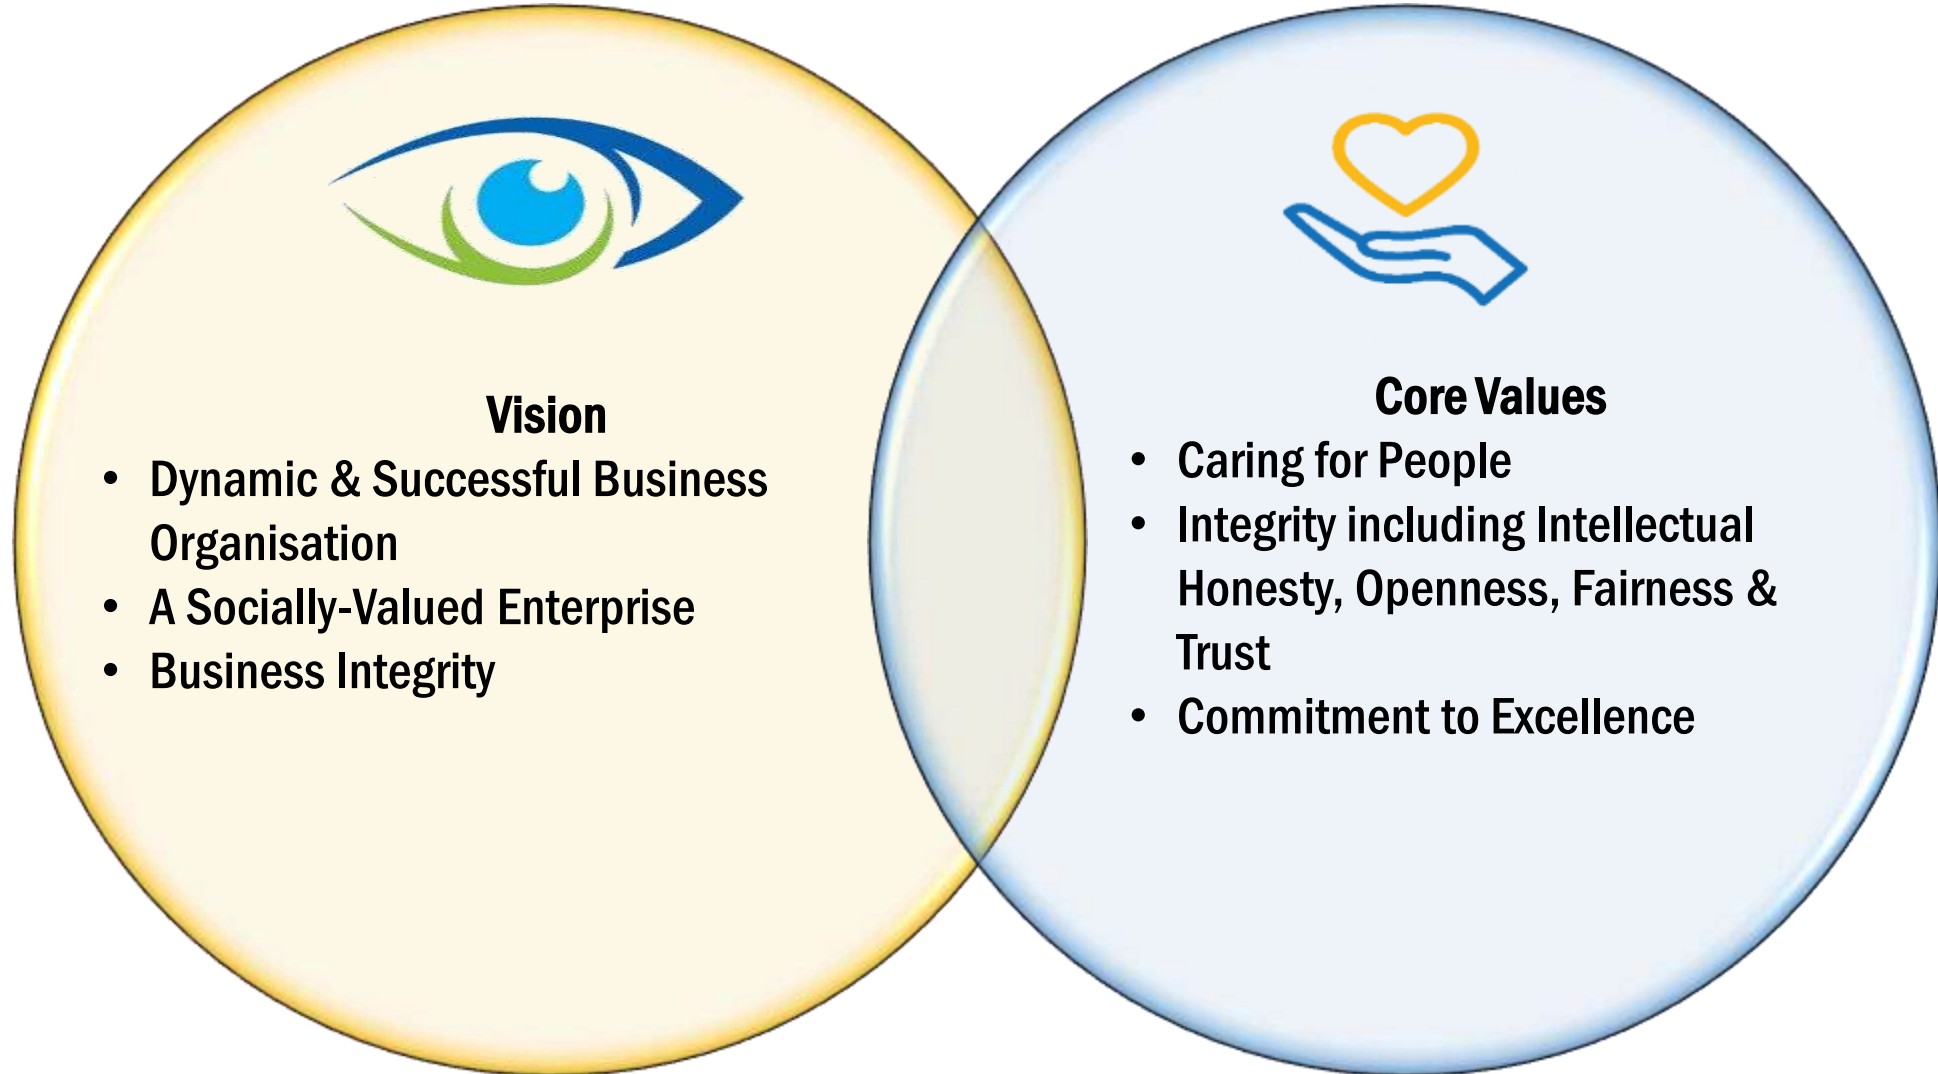 Vision
• Dynamic & Successful Business
Organisation
• A Socially-Valued Enterprise
• Business Integrity
Core Values
• Caring for People
• Integrity including Intellectual
Honesty, Openness, Fairness &
Trust
• Commitment to Excellence